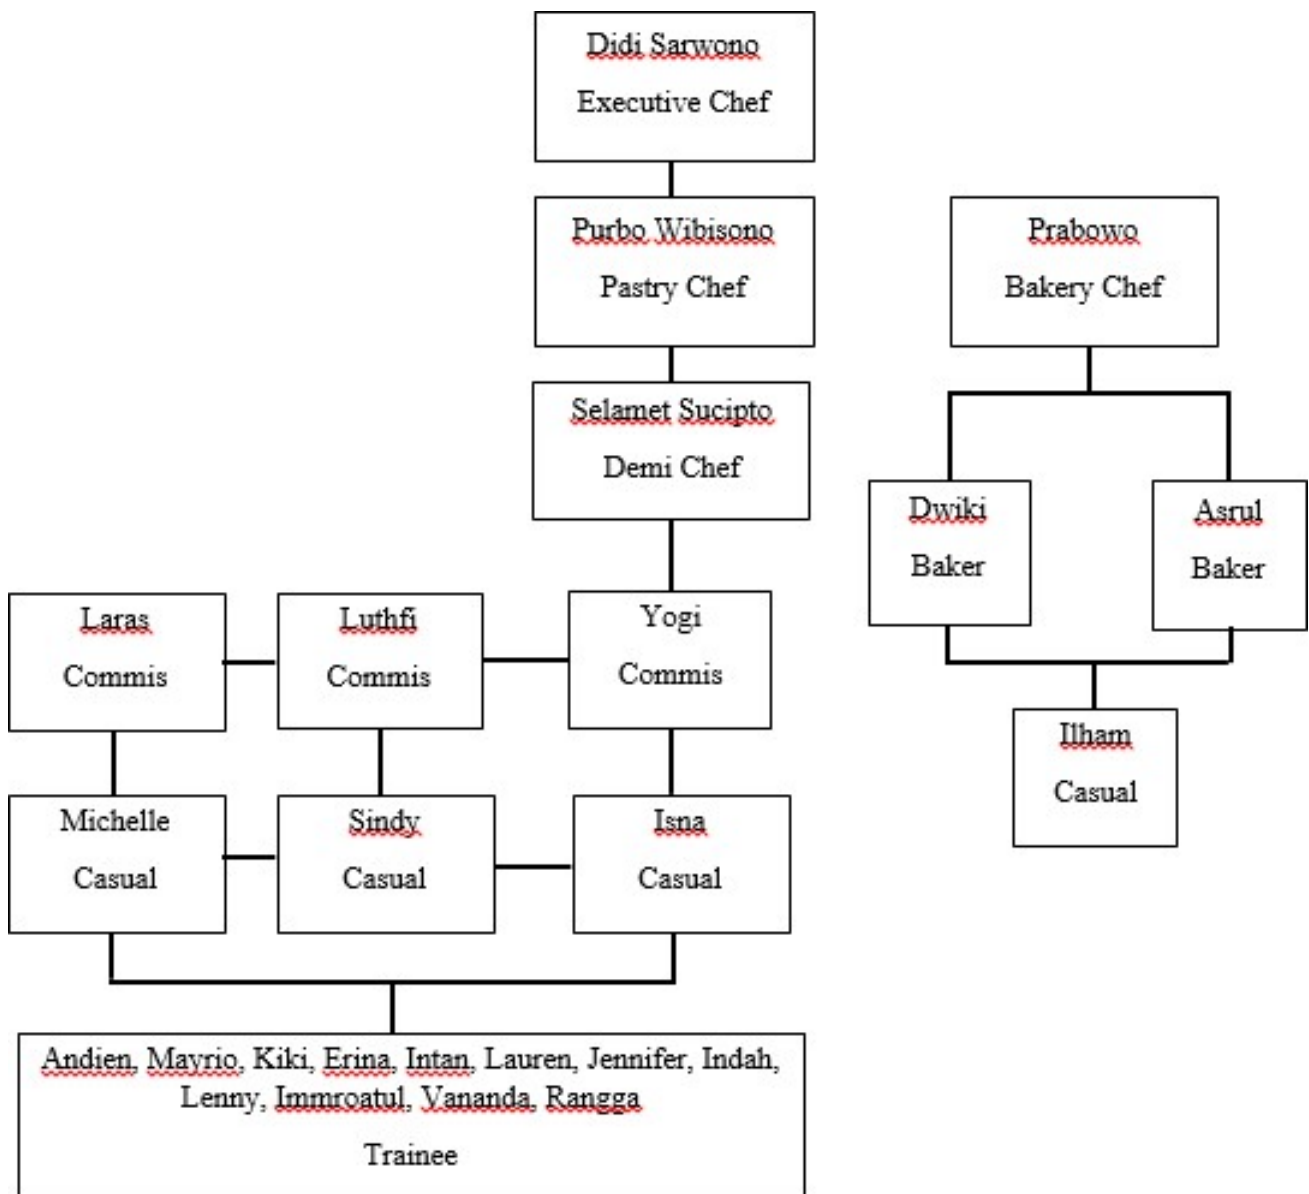 Didi Sarwono
Executive Chef
Purbo Wibisono
Pastry Chef
Prabowo
Bakery Chef
Selamet Sucipto
Demi Chef
Dwiki
Baker
Asrul
Baker
Laras
Commis
Luthfi
Commis
Yogi
Commis
Ilham
Casual
Michelle
Casual
Sindy
Casual
Isna
Casual
Andien, Mayrio, Kiki, Erina, Intan, Lauren, Jennifer, Indah,
Lenny, Immroatul, Vananda, Rangga
Trainee